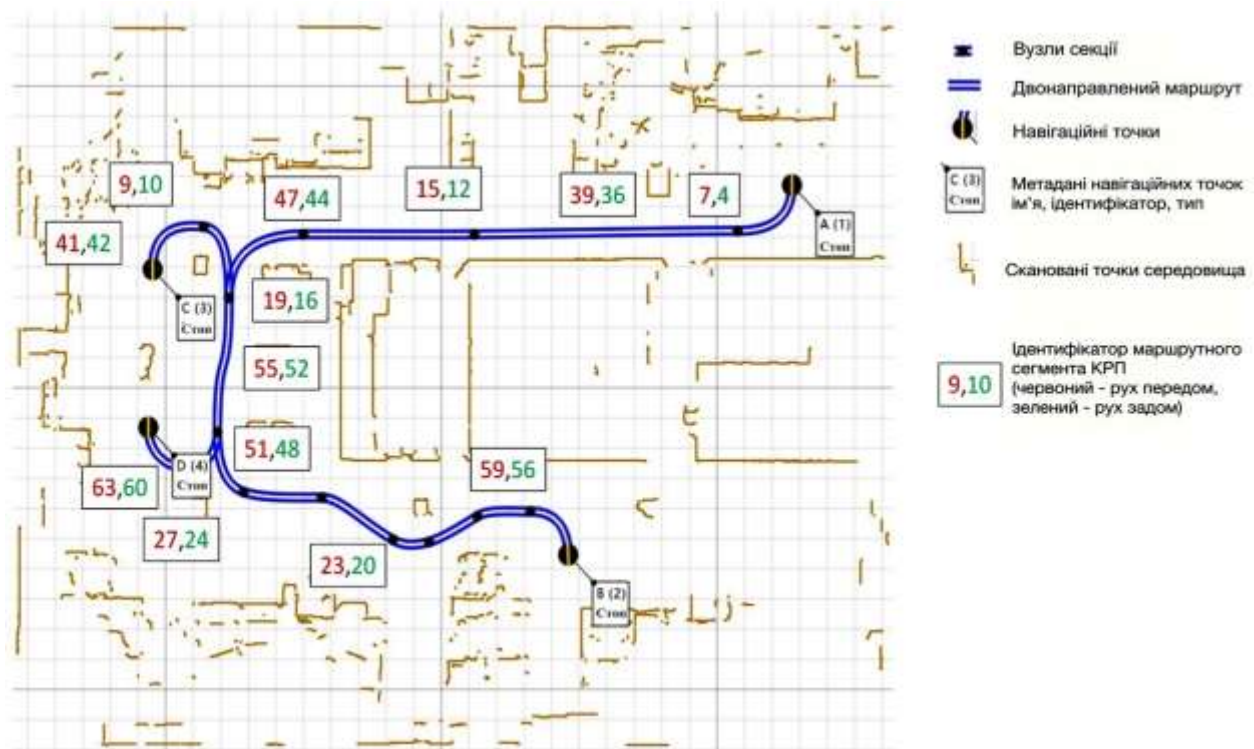 9,10
47,44
15,12
39,36
7,4
41,42
A (1)
Стоп
C (3)
Стоп
19,16
55,52
51,48
59,56
D (4)
Стоп
63,60
27,24
23,20
B (2)
Стоп
Вузли секції
Двонаправлений маршрут
Навігаційні точки
C (3)
Стоп
Метадані навігаційних точок
ім'я, ідентифікатор, тип
Скановані точки середовища
9,10
Ідентифікатор маршрутного
сегмента КРП
(червоний - рух передом,
зелений - рух задом)